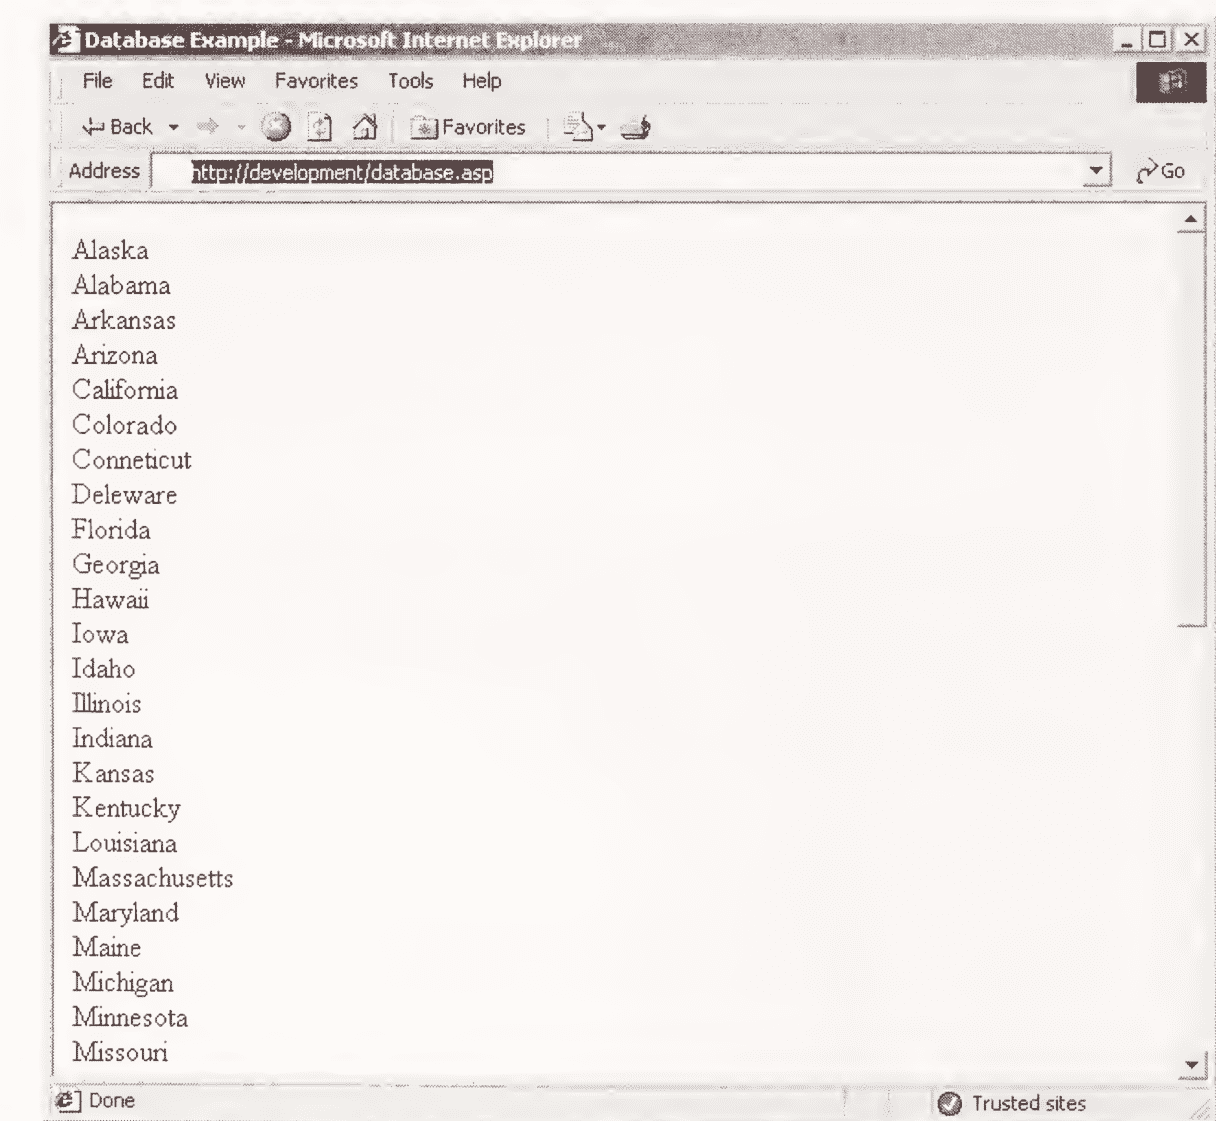 Database Example - Microsoft Internet Explorer
File Edit View Favorites Tools Help
Back Favorites
Address http://development/database.asp Go
Alaska
Alabama
Arkansas
Arizona
California
Colorado
Conneticut
Deleware
Florida
Georgia
Hawaii
Iowa
Idaho
Illinois
Indiana
Kansas
Kentucky
Louisiana
Massachusetts
Maryland
Maine
Michigan
Minnesota
Missouri
Done Trusted sites